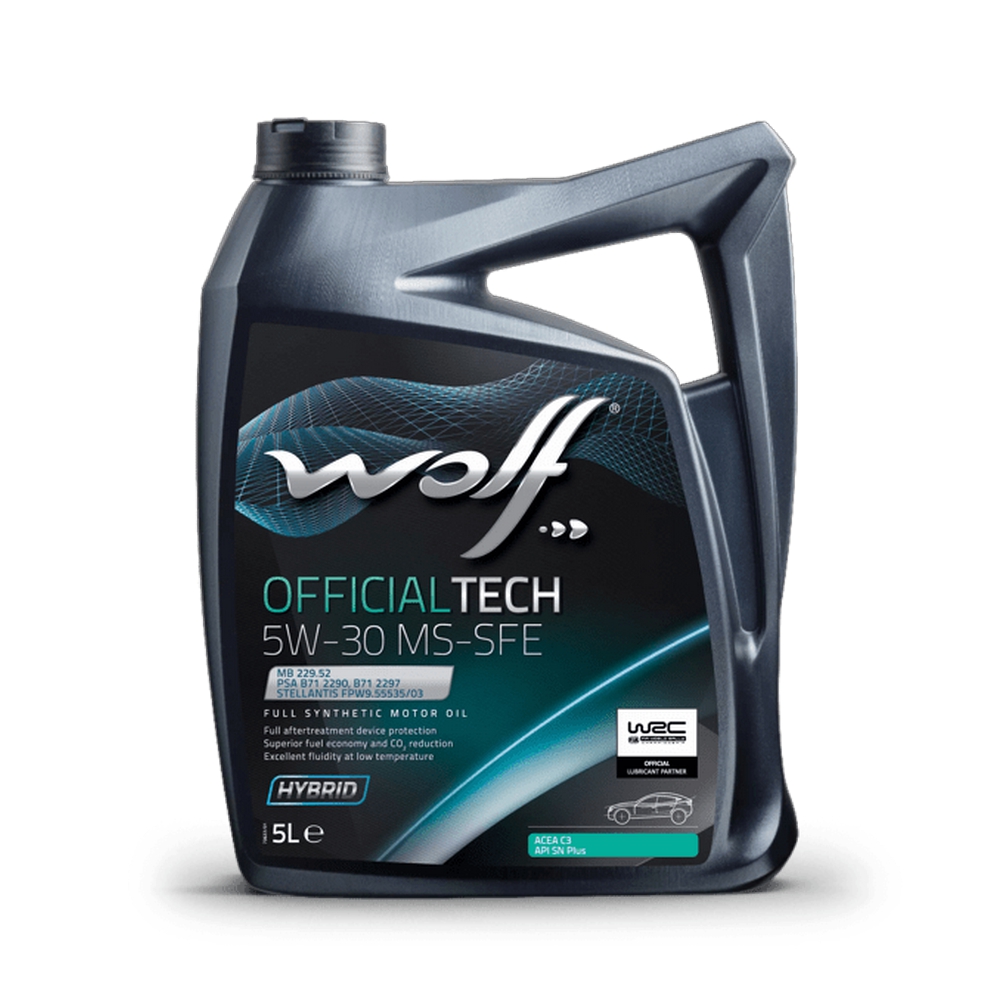 wolf®
OFFICIALTECH
5W-30 MS-SFE
MB 229.52
PSA B71 2290, B71 2297
STELLANTIS FPW9.55535/03
FULL SYNTHETIC MOTOR OIL
Full aftertreatment device protection
Superior fuel economy and CO₂ reduction
Excellent fluidity at low temperature
HYBRID
5L ℮
WRC
OFFICIAL
LUBRICANT PARTNER
ACEA C3
API SN Plus